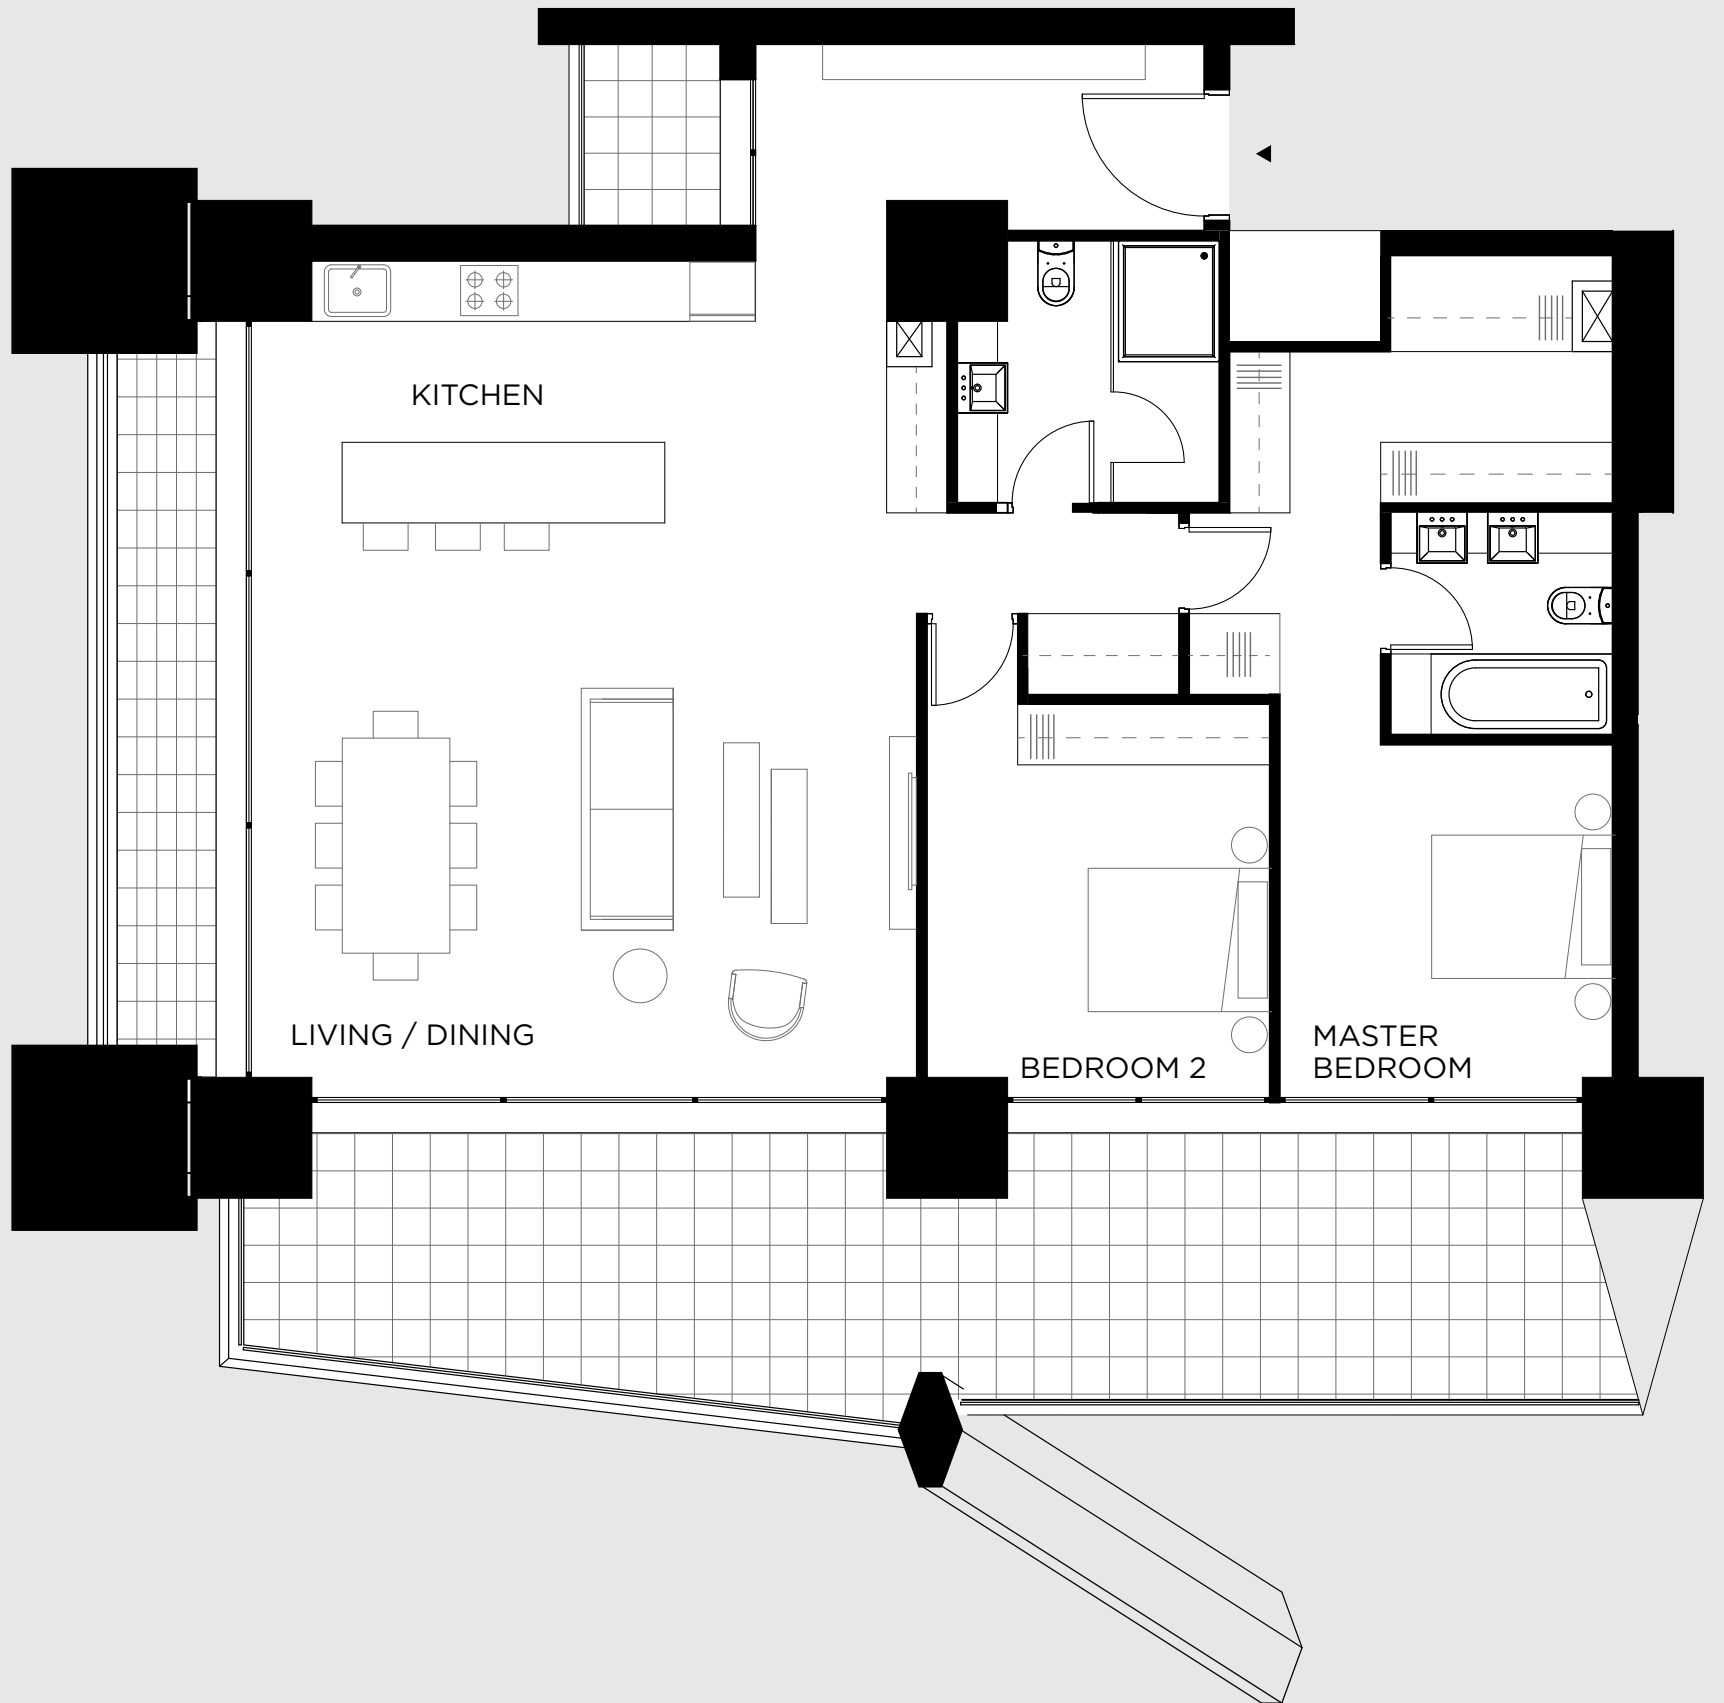 KITCHEN
LIVING / DINING
BEDROOM 2
MASTER
BEDROOM